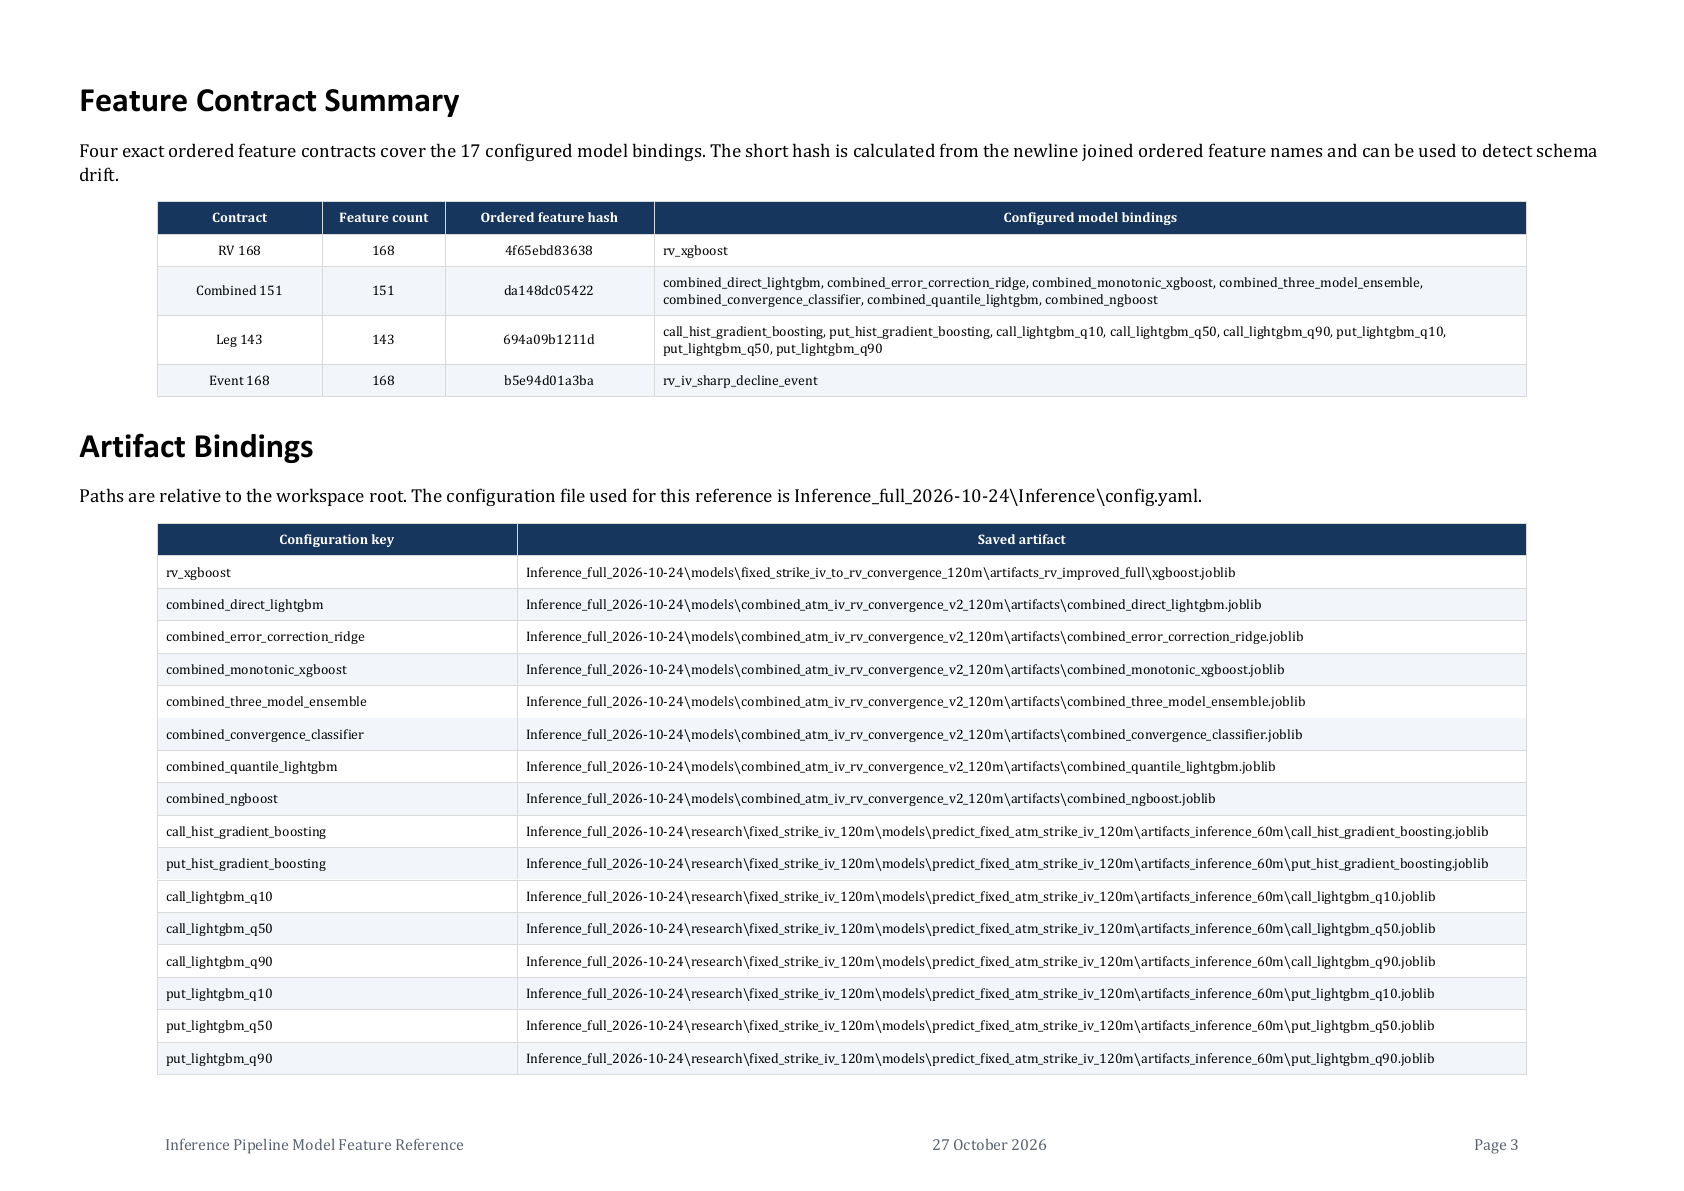 Feature Contract Summary
Four exact ordered feature contracts cover the 17 configured model bindings. The short hash is calculated from the newline joined ordered feature names and can be used to detect schema
drift.
Contract Feature count Ordered feature hash Configured model bindings
RV 168 168 4f65ebd83638 rv_xgboost
Combined 151 151 da148dc05422 combined_direct_lightgbm, combined_error_correction_ridge, combined_monotonic_xgboost, combined_three_model_ensemble,
combined_convergence_classifier, combined_quantile_lightgbm, combined_ngboost
Leg 143 143 694a09b1211d call_hist_gradient_boosting, put_hist_gradient_boosting, call_lightgbm_q10, call_lightgbm_q50, call_lightgbm_q90, put_lightgbm_q10,
put_lightgbm_q50, put_lightgbm_q90
Event 168 168 b5e94d01a3ba rv_iv_sharp_decline_event
Artifact Bindings
Paths are relative to the workspace root. The configuration file used for this reference is Inference_full_2026-10-24\Inference\config.yaml.
Configuration key Saved artifact
rv_xgboost Inference_full_2026-10-24\models\fixed_strike_iv_to_rv_convergence_120m\artifacts_rv_improved_full\xgboost.joblib
combined_direct_lightgbm Inference_full_2026-10-24\models\combined_atm_iv_rv_convergence_v2_120m\artifacts\combined_direct_lightgbm.joblib
combined_error_correction_ridge Inference_full_2026-10-24\models\combined_atm_iv_rv_convergence_v2_120m\artifacts\combined_error_correction_ridge.joblib
combined_monotonic_xgboost Inference_full_2026-10-24\models\combined_atm_iv_rv_convergence_v2_120m\artifacts\combined_monotonic_xgboost.joblib
combined_three_model_ensemble Inference_full_2026-10-24\models\combined_atm_iv_rv_convergence_v2_120m\artifacts\combined_three_model_ensemble.joblib
combined_convergence_classifier Inference_full_2026-10-24\models\combined_atm_iv_rv_convergence_v2_120m\artifacts\combined_convergence_classifier.joblib
combined_quantile_lightgbm Inference_full_2026-10-24\models\combined_atm_iv_rv_convergence_v2_120m\artifacts\combined_quantile_lightgbm.joblib
combined_ngboost Inference_full_2026-10-24\models\combined_atm_iv_rv_convergence_v2_120m\artifacts\combined_ngboost.joblib
call_hist_gradient_boosting Inference_full_2026-10-24\research\fixed_strike_iv_120m\models\predict_fixed_atm_strike_iv_120m\artifacts_inference_60m\call_hist_gradient_boosting.joblib
put_hist_gradient_boosting Inference_full_2026-10-24\research\fixed_strike_iv_120m\models\predict_fixed_atm_strike_iv_120m\artifacts_inference_60m\put_hist_gradient_boosting.joblib
call_lightgbm_q10 Inference_full_2026-10-24\research\fixed_strike_iv_120m\models\predict_fixed_atm_strike_iv_120m\artifacts_inference_60m\call_lightgbm_q10.joblib
call_lightgbm_q50 Inference_full_2026-10-24\research\fixed_strike_iv_120m\models\predict_fixed_atm_strike_iv_120m\artifacts_inference_60m\call_lightgbm_q50.joblib
call_lightgbm_q90 Inference_full_2026-10-24\research\fixed_strike_iv_120m\models\predict_fixed_atm_strike_iv_120m\artifacts_inference_60m\call_lightgbm_q90.joblib
put_lightgbm_q10 Inference_full_2026-10-24\research\fixed_strike_iv_120m\models\predict_fixed_atm_strike_iv_120m\artifacts_inference_60m\put_lightgbm_q10.joblib
put_lightgbm_q50 Inference_full_2026-10-24\research\fixed_strike_iv_120m\models\predict_fixed_atm_strike_iv_120m\artifacts_inference_60m\put_lightgbm_q50.joblib
put_lightgbm_q90 Inference_full_2026-10-24\research\fixed_strike_iv_120m\models\predict_fixed_atm_strike_iv_120m\artifacts_inference_60m\put_lightgbm_q90.joblib
Inference Pipeline Model Feature Reference 27 October 2026 Page 3